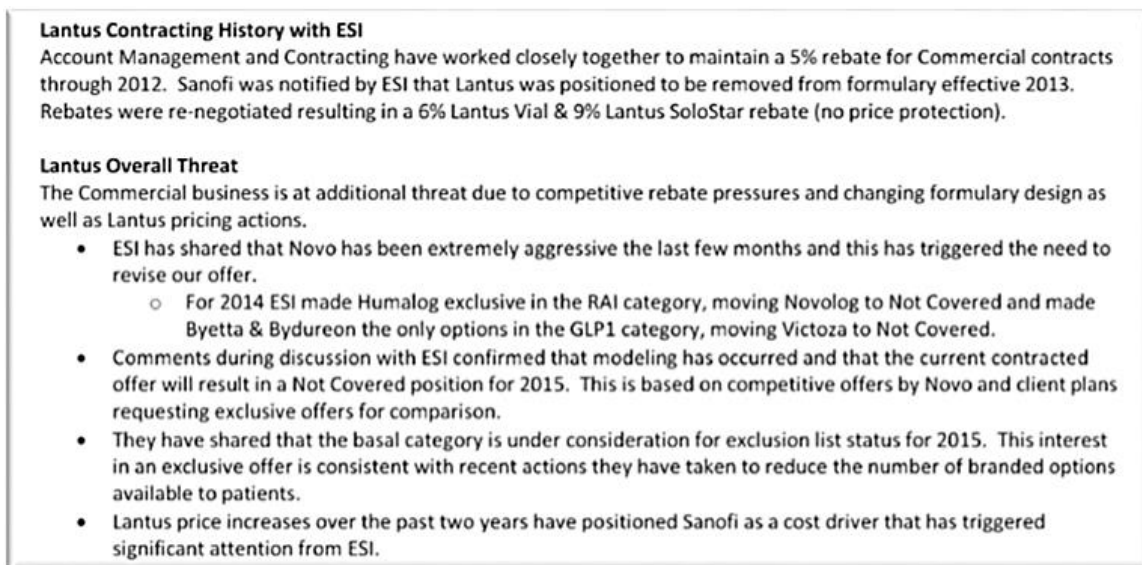 Lantus Contracting History with ESI
Account Management and Contracting have worked closely together to maintain a 5% rebate for Commercial contracts
through 2012.  Sanofi was notified by ESI that Lantus was positioned to be removed from formulary effective 2013.
Rebates were re-negotiated resulting in a 6% Lantus Vial & 9% Lantus SoloStar rebate (no price protection).
Lantus Overall Threat
The Commercial business is at additional threat due to competitive rebate pressures and changing formulary design as
well as Lantus pricing actions.
• ESI has shared that Novo has been extremely aggressive the last few months and this has triggered the need to
revise our offer.
o For 2014 ESI made Humalog exclusive in the RAI category, moving Novolog to Not Covered and made
Byetta & Bydureon the only options in the GLP1 category, moving Victoza to Not Covered.
• Comments during discussion with ESI confirmed that modeling has occurred and that the current contracted
offer will result in a Not Covered position for 2015.  This is based on competitive offers by Novo and client plans
requesting exclusive offers for comparison.
• They have shared that the basal category is under consideration for exclusion list status for 2015.  This interest
in an exclusive offer is consistent with recent actions they have taken to reduce the number of branded options
available to patients.
• Lantus price increases over the past two years have positioned Sanofi as a cost driver that has triggered
significant attention from ESI.